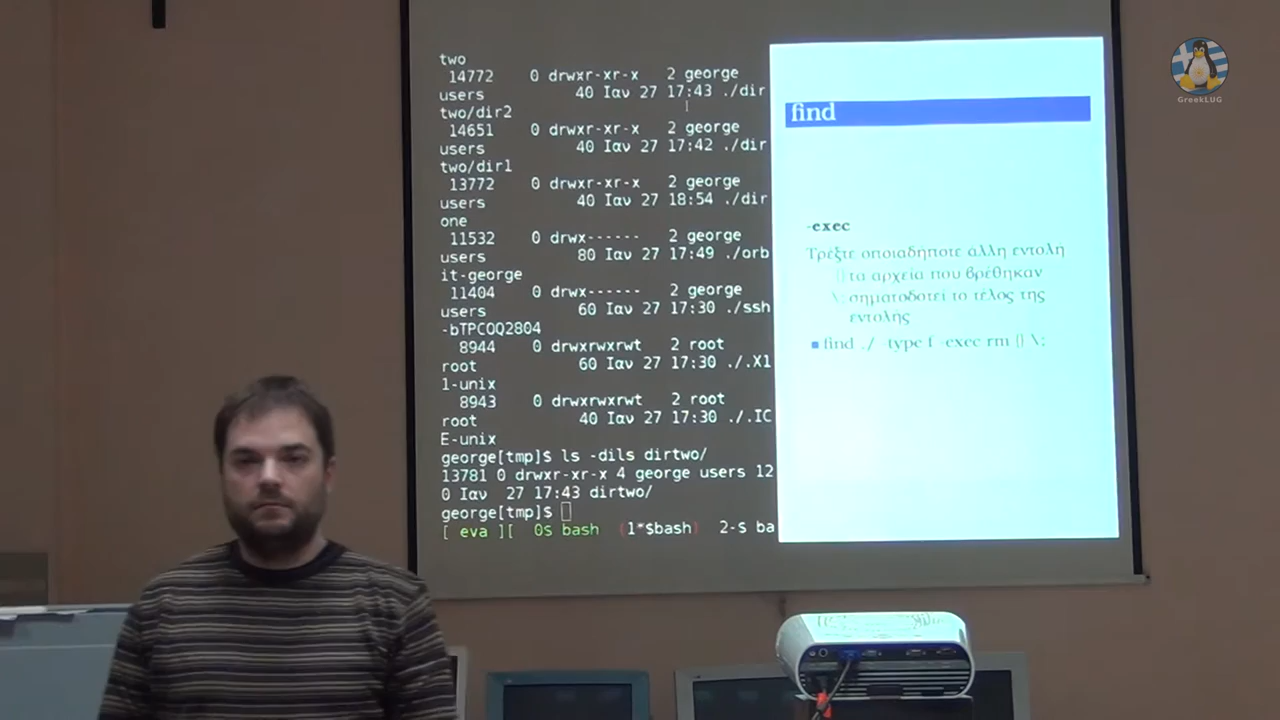 two
14772 0 drwxr-xr-x 2 george
users 40 Ιαν 27 17:43 ./dir
two/dir2
14651 0 drwxr-xr-x 2 george
users 40 Ιαν 27 17:42 ./dir
two/dir1
13772 0 drwxr-xr-x 2 george
users 40 Ιαν 27 18:54 ./dir
one
11532 0 drwx------ 2 george
users 80 Ιαν 27 17:49 ./orb
it-george
11404 0 drwx------ 2 george
users 60 Ιαν 27 17:30 ./ssh
-bTPCOQ2804
8944 0 drwxrwxrwt 2 root
root 60 Ιαν 27 17:30 ./.X1
1-unix
8943 0 drwxrwxrwt 2 root
root 40 Ιαν 27 17:30 ./.IC
E-unix
george[tmp]$ ls -dils dirtwo/
13781 0 drwxr-xr-x 4 george users 12
0 Ιαν 27 17:43 dirtwo/
george[tmp]$
[ eva ][ 0$ bash (1*$bash) 2-$ ba
find
-exec
Τρέξτε οποιαδήποτε άλλη εντολή
{} τα αρχεία που βρέθηκαν
\; σηματοδοτεί το τέλος της
εντολής
find ./ -type f -exec rm {} \;
GreekLUG